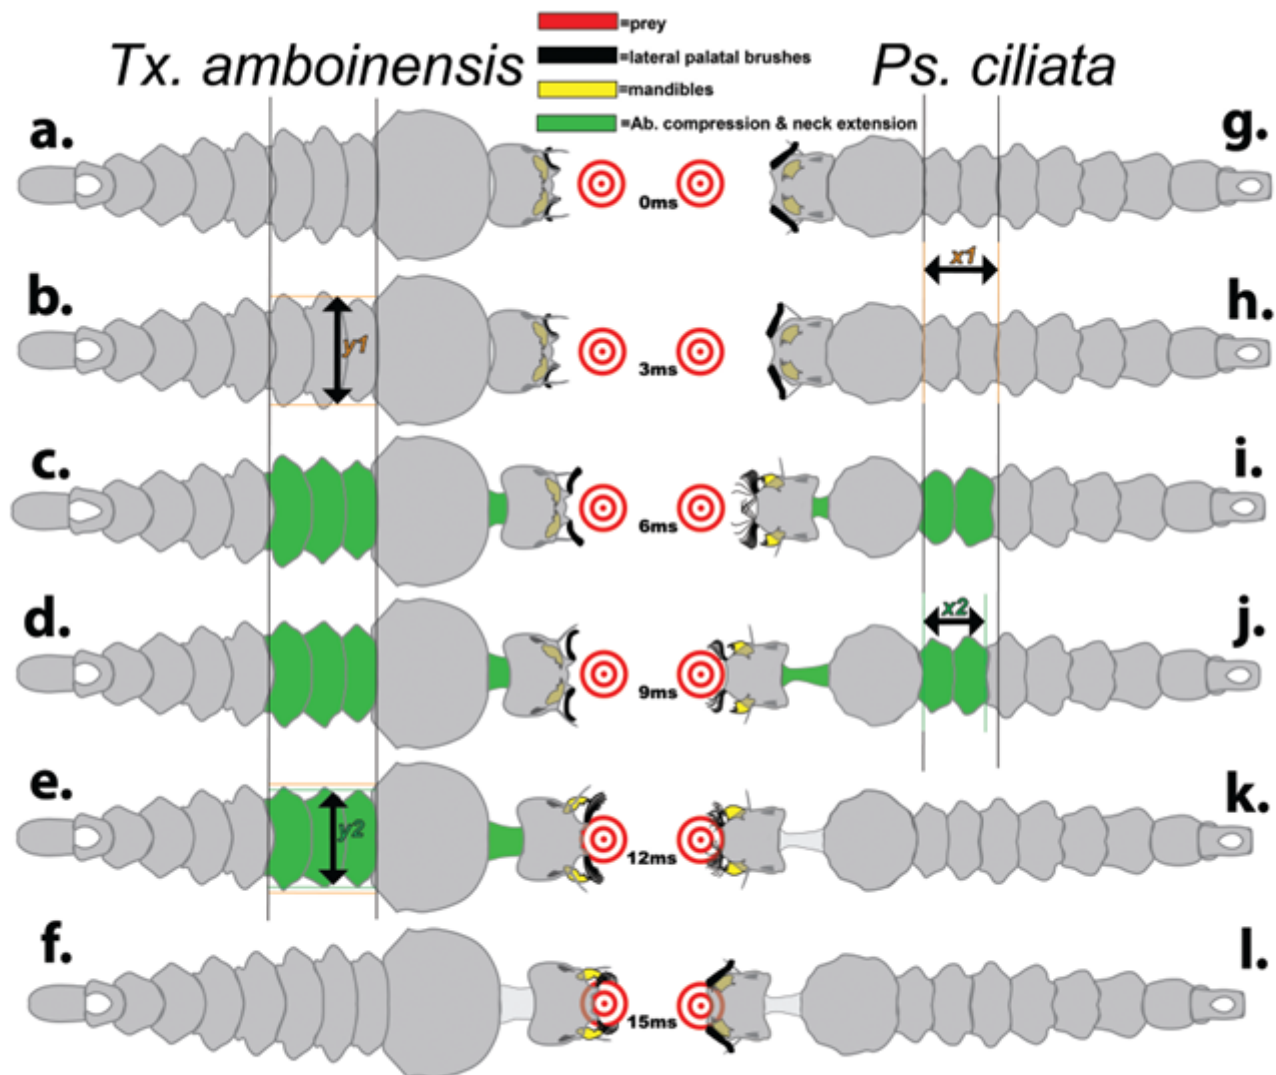 =prey
=lateral palatal brushes
=mandibles
=Ab. compression & neck extension
Tx. amboinensis
Ps. ciliata
a.
0ms
g.
x1
b.
y1
3ms
h.
c.
6ms
i.
d.
9ms
x2
j.
e.
y2
12ms
k.
f.
15ms
l.